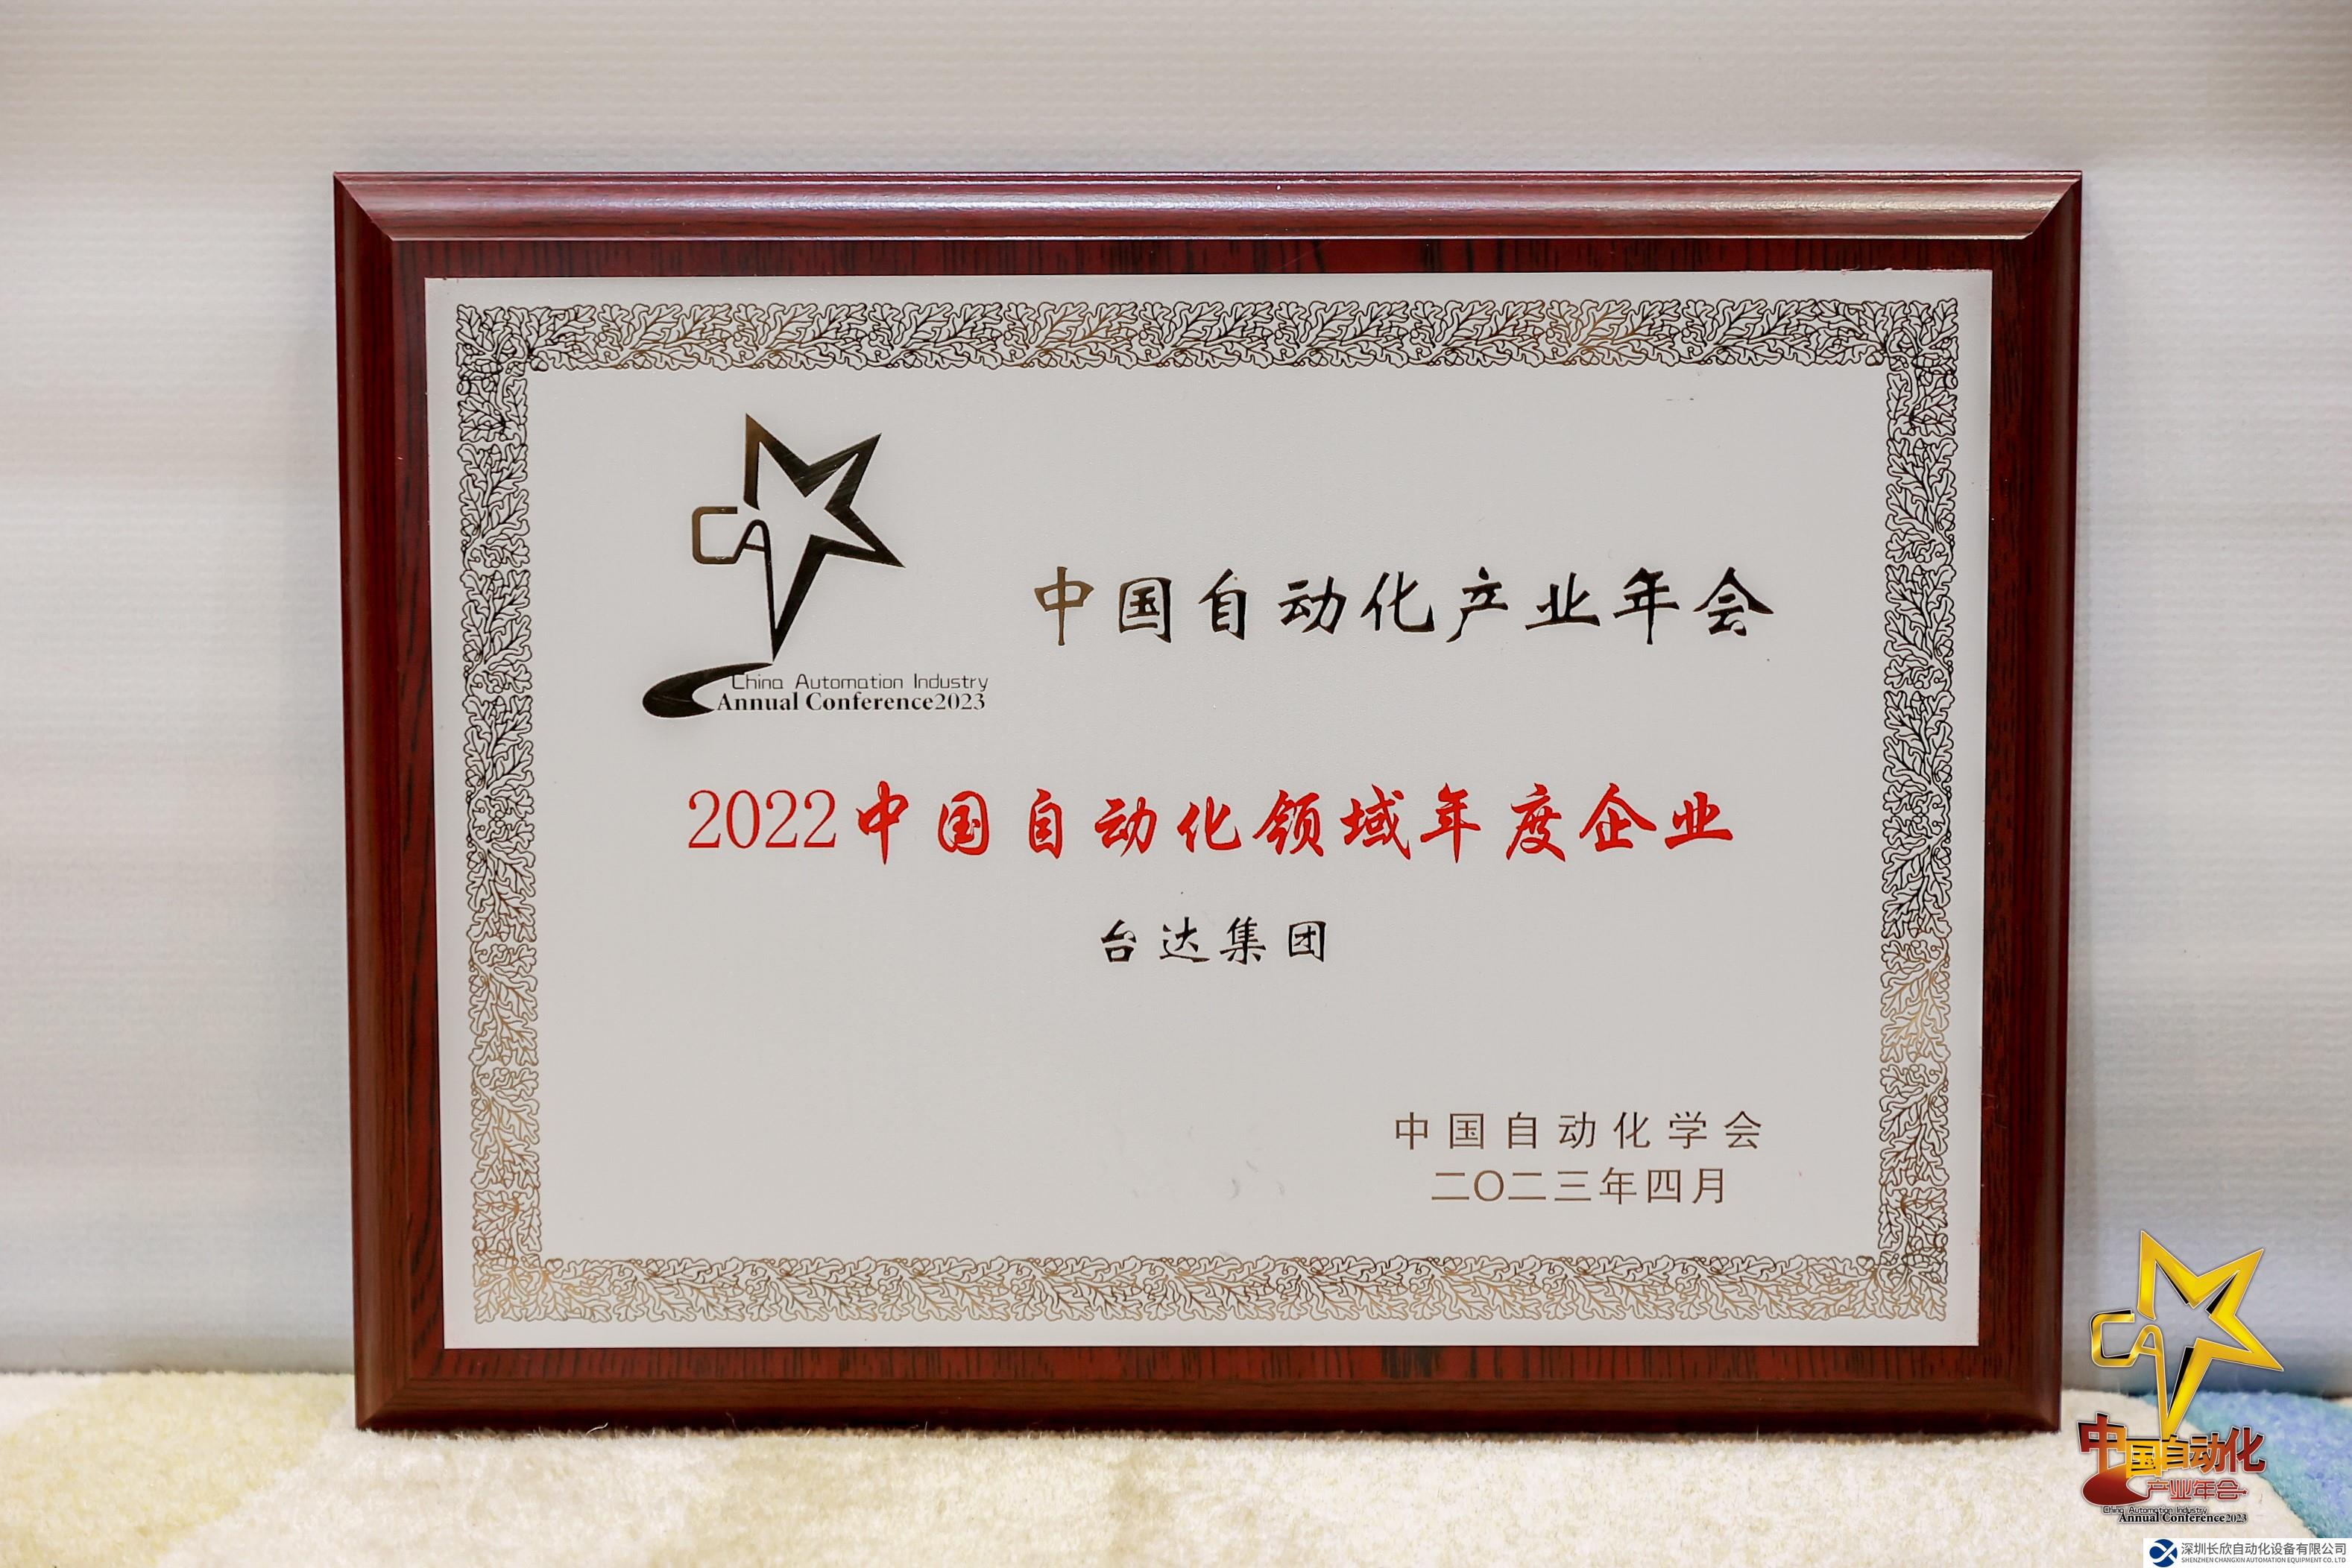 CA
China Automation Industry
Annual Conference2023
中国自动化产业年会
2022中国自动化领域年度企业
台达集团
中国自动化学会
二〇二三年四月
CA
中国自动化
产业年会
China Automation Industry
Annual Conference2023
深圳长欣自动化设备有限公司
SHENZHEN CHANGXIN AUTOMATION EQUIPMENT CO.,LTD